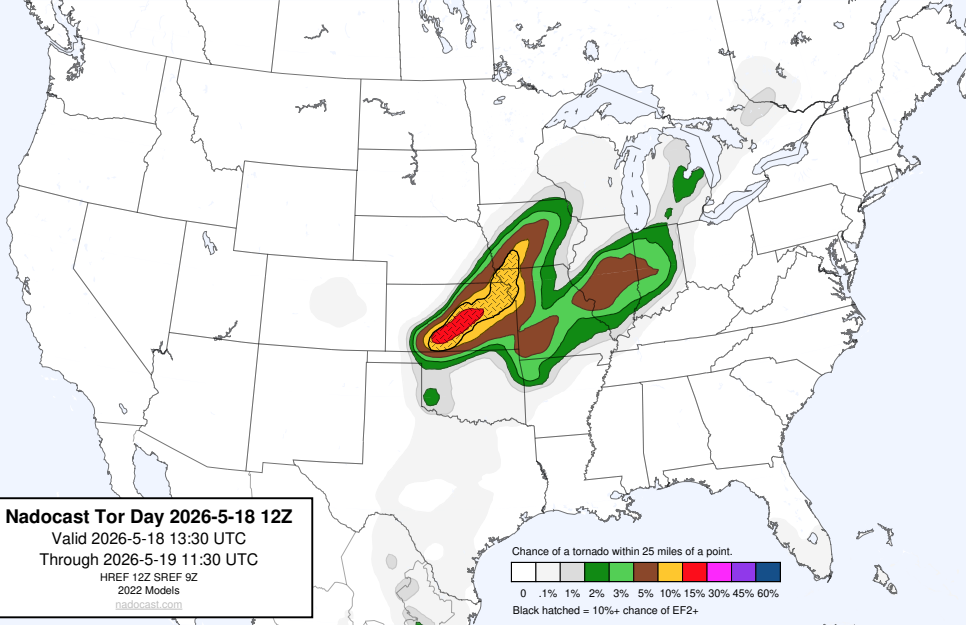 Nadocast Tor Day 2026-5-18 12Z
Valid 2026-5-18 13:30 UTC
Through 2026-5-19 11:30 UTC
HREF 12Z SREF 9Z
2022 Models
nadocast.com
Chance of a tornado within 25 miles of a point.
0 .1% 1% 2% 3% 5% 10% 15% 30% 45% 60%
Black hatched = 10%+ chance of EF2+